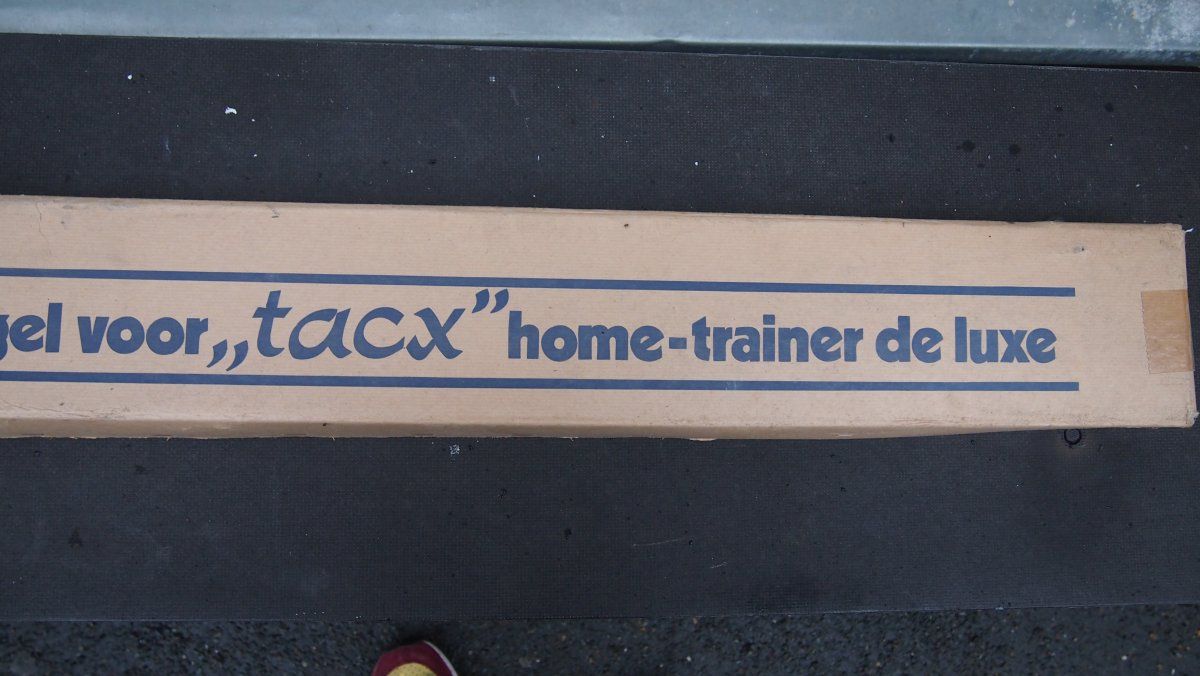 gel voor „tacx” home-trainer de luxe